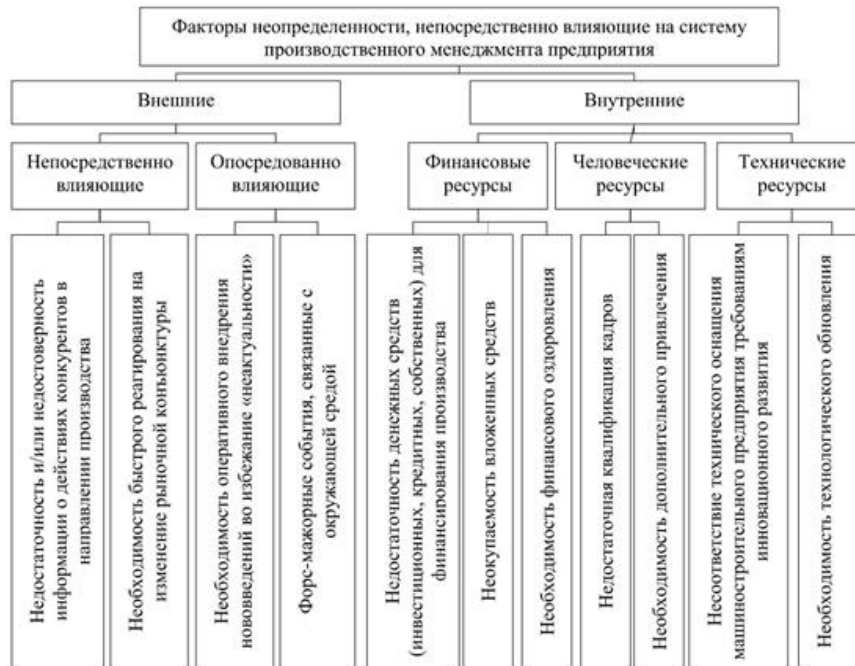 Факторы неопределенности, непосредственно влияющие на систему
производственного менеджмента предприятия
Внешние
Внутренние
Непосредственно
влияющие
Опосредованно
влияющие
Финансовые
ресурсы
Человеческие
ресурсы
Технические
ресурсы
Недостаточность и/или недостоверность
информации о действиях конкурентов в
направлении производства
Необходимость быстрого реагирования на
изменение рыночной конъюнктуры
Необходимость оперативного внедрения
нововведений во избежание «неактуальности»
Форс-мажорные события, связанные с
окружающей средой
Недостаточность денежных средств
(инвестиционных, кредитных, собственных) для
финансирования производства
Неокупаемость вложенных средств
Необходимость финансового оздоровления
Недостаточная квалификация кадров
Необходимость дополнительного привлечения
Несоответствие технического оснащения
машиностроительного предприятия требованиям
инновационного развития
Необходимость технологического обновления